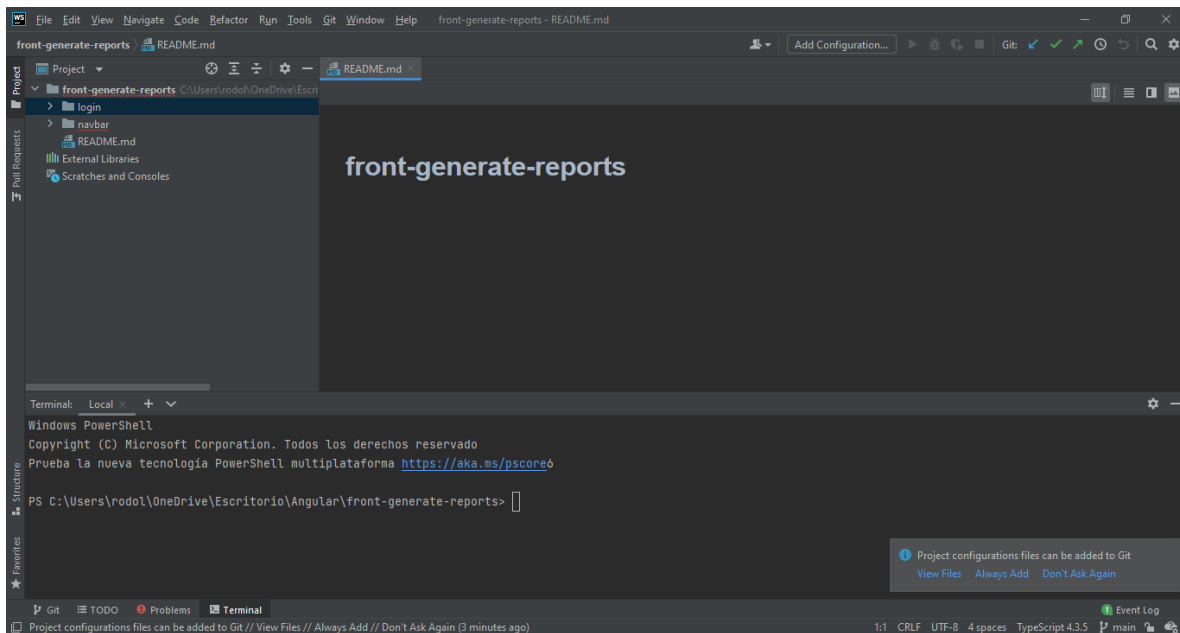 WS File Edit View Navigate Code Refactor Run Tools Git Window Help front-generate-reports - README.md
front-generate-reports README.md Add Configuration... Git:
Project README.md
Project
front-generate-reports C:\Users\rodol\OneDrive\Escri
login
navbar
README.md
External Libraries
Scratches and Consoles
Pull Requests
front-generate-reports
Terminal: Local
Windows PowerShell
Copyright (C) Microsoft Corporation. Todos los derechos reservado
Prueba la nueva tecnología PowerShell multiplataforma https://aka.ms/pscore6
PS C:\Users\rodol\OneDrive\Escritorio\Angular\front-generate-reports>
Structure
Favorites
Project configurations files can be added to Git
View Files Always Add Don't Ask Again
Git TODO Problems Terminal 1 Event Log
Project configurations files can be added to Git // View Files // Always Add // Don't Ask Again (3 minutes ago) 1:1 CRLF UTF-8 4 spaces TypeScript 4.3.5 main